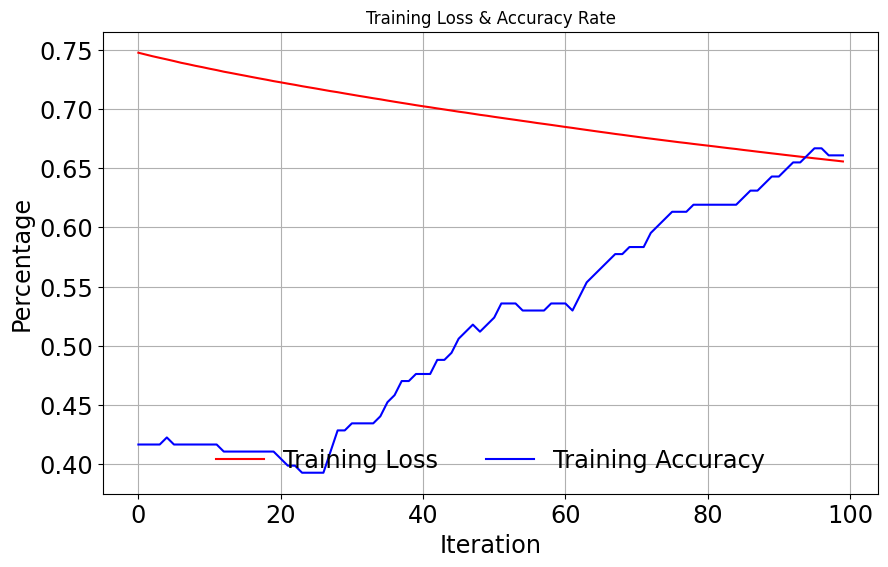 Training Loss & Accuracy Rate
0.75
0.70
0.65
0.60
0.55
0.50
0.45
0.40
Percentage
Training Loss Training Accuracy
0 20 40 60 80 100
Iteration